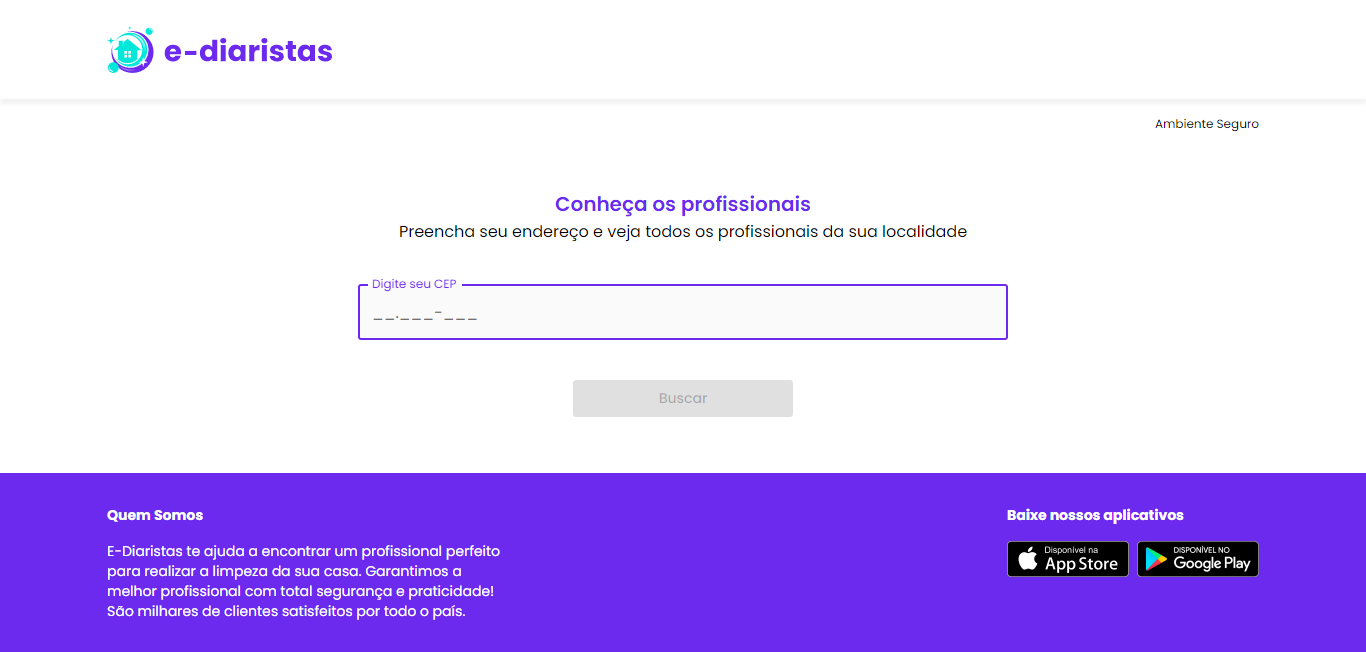 e-diaristas
Ambiente Seguro
Conheça os profissionais
Preencha seu endereço e veja todos os profissionais da sua localidade
Digite seu CEP
__.___-___
Buscar
Quem Somos
E-Diaristas te ajuda a encontrar um profissional perfeito
para realizar a limpeza da sua casa. Garantimos a
melhor profissional com total segurança e praticidade!
São milhares de clientes satisfeitos por todo o país.
Baixe nossos aplicativos
Disponível na
App Store
DISPONÍVEL NO
Google Play